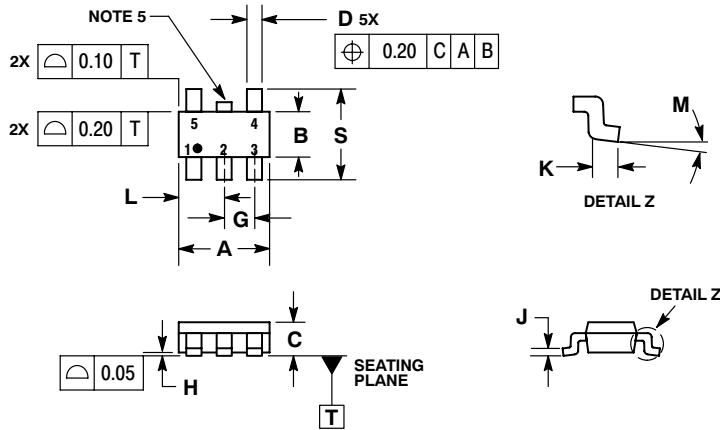 NOTE 5
D 5X
⌖ 0.20 C A B
2X ⌓ 0.10 T
2X ⌓ 0.20 T
5 4
1 2 3
B
S
L
G
A
M
K
DETAIL Z
DETAIL Z
J
C
⌓ 0.05
H
SEATING
PLANE
T